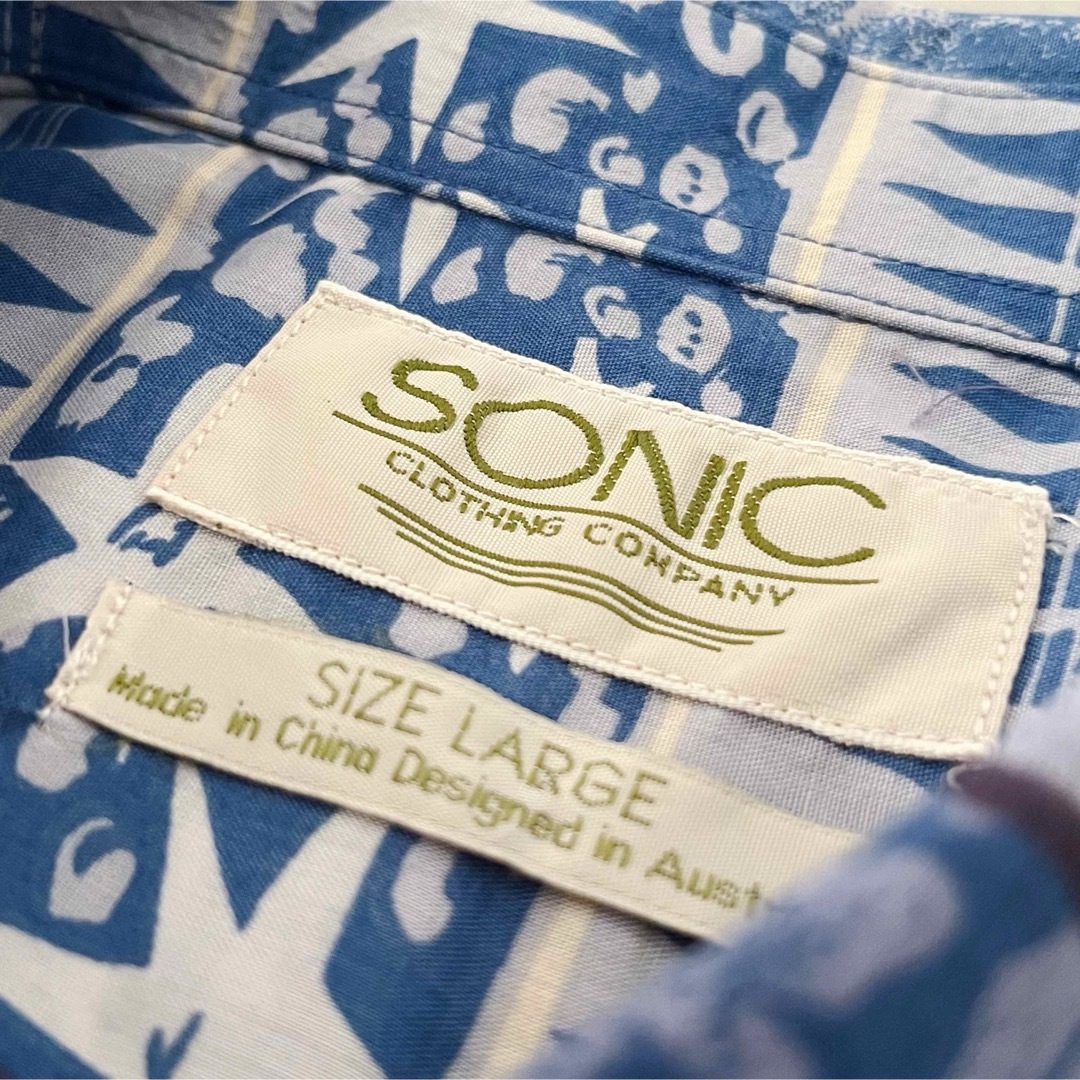 SONIC
CLOTHING COMPANY
SIZE LARGE
Made in China Designed in